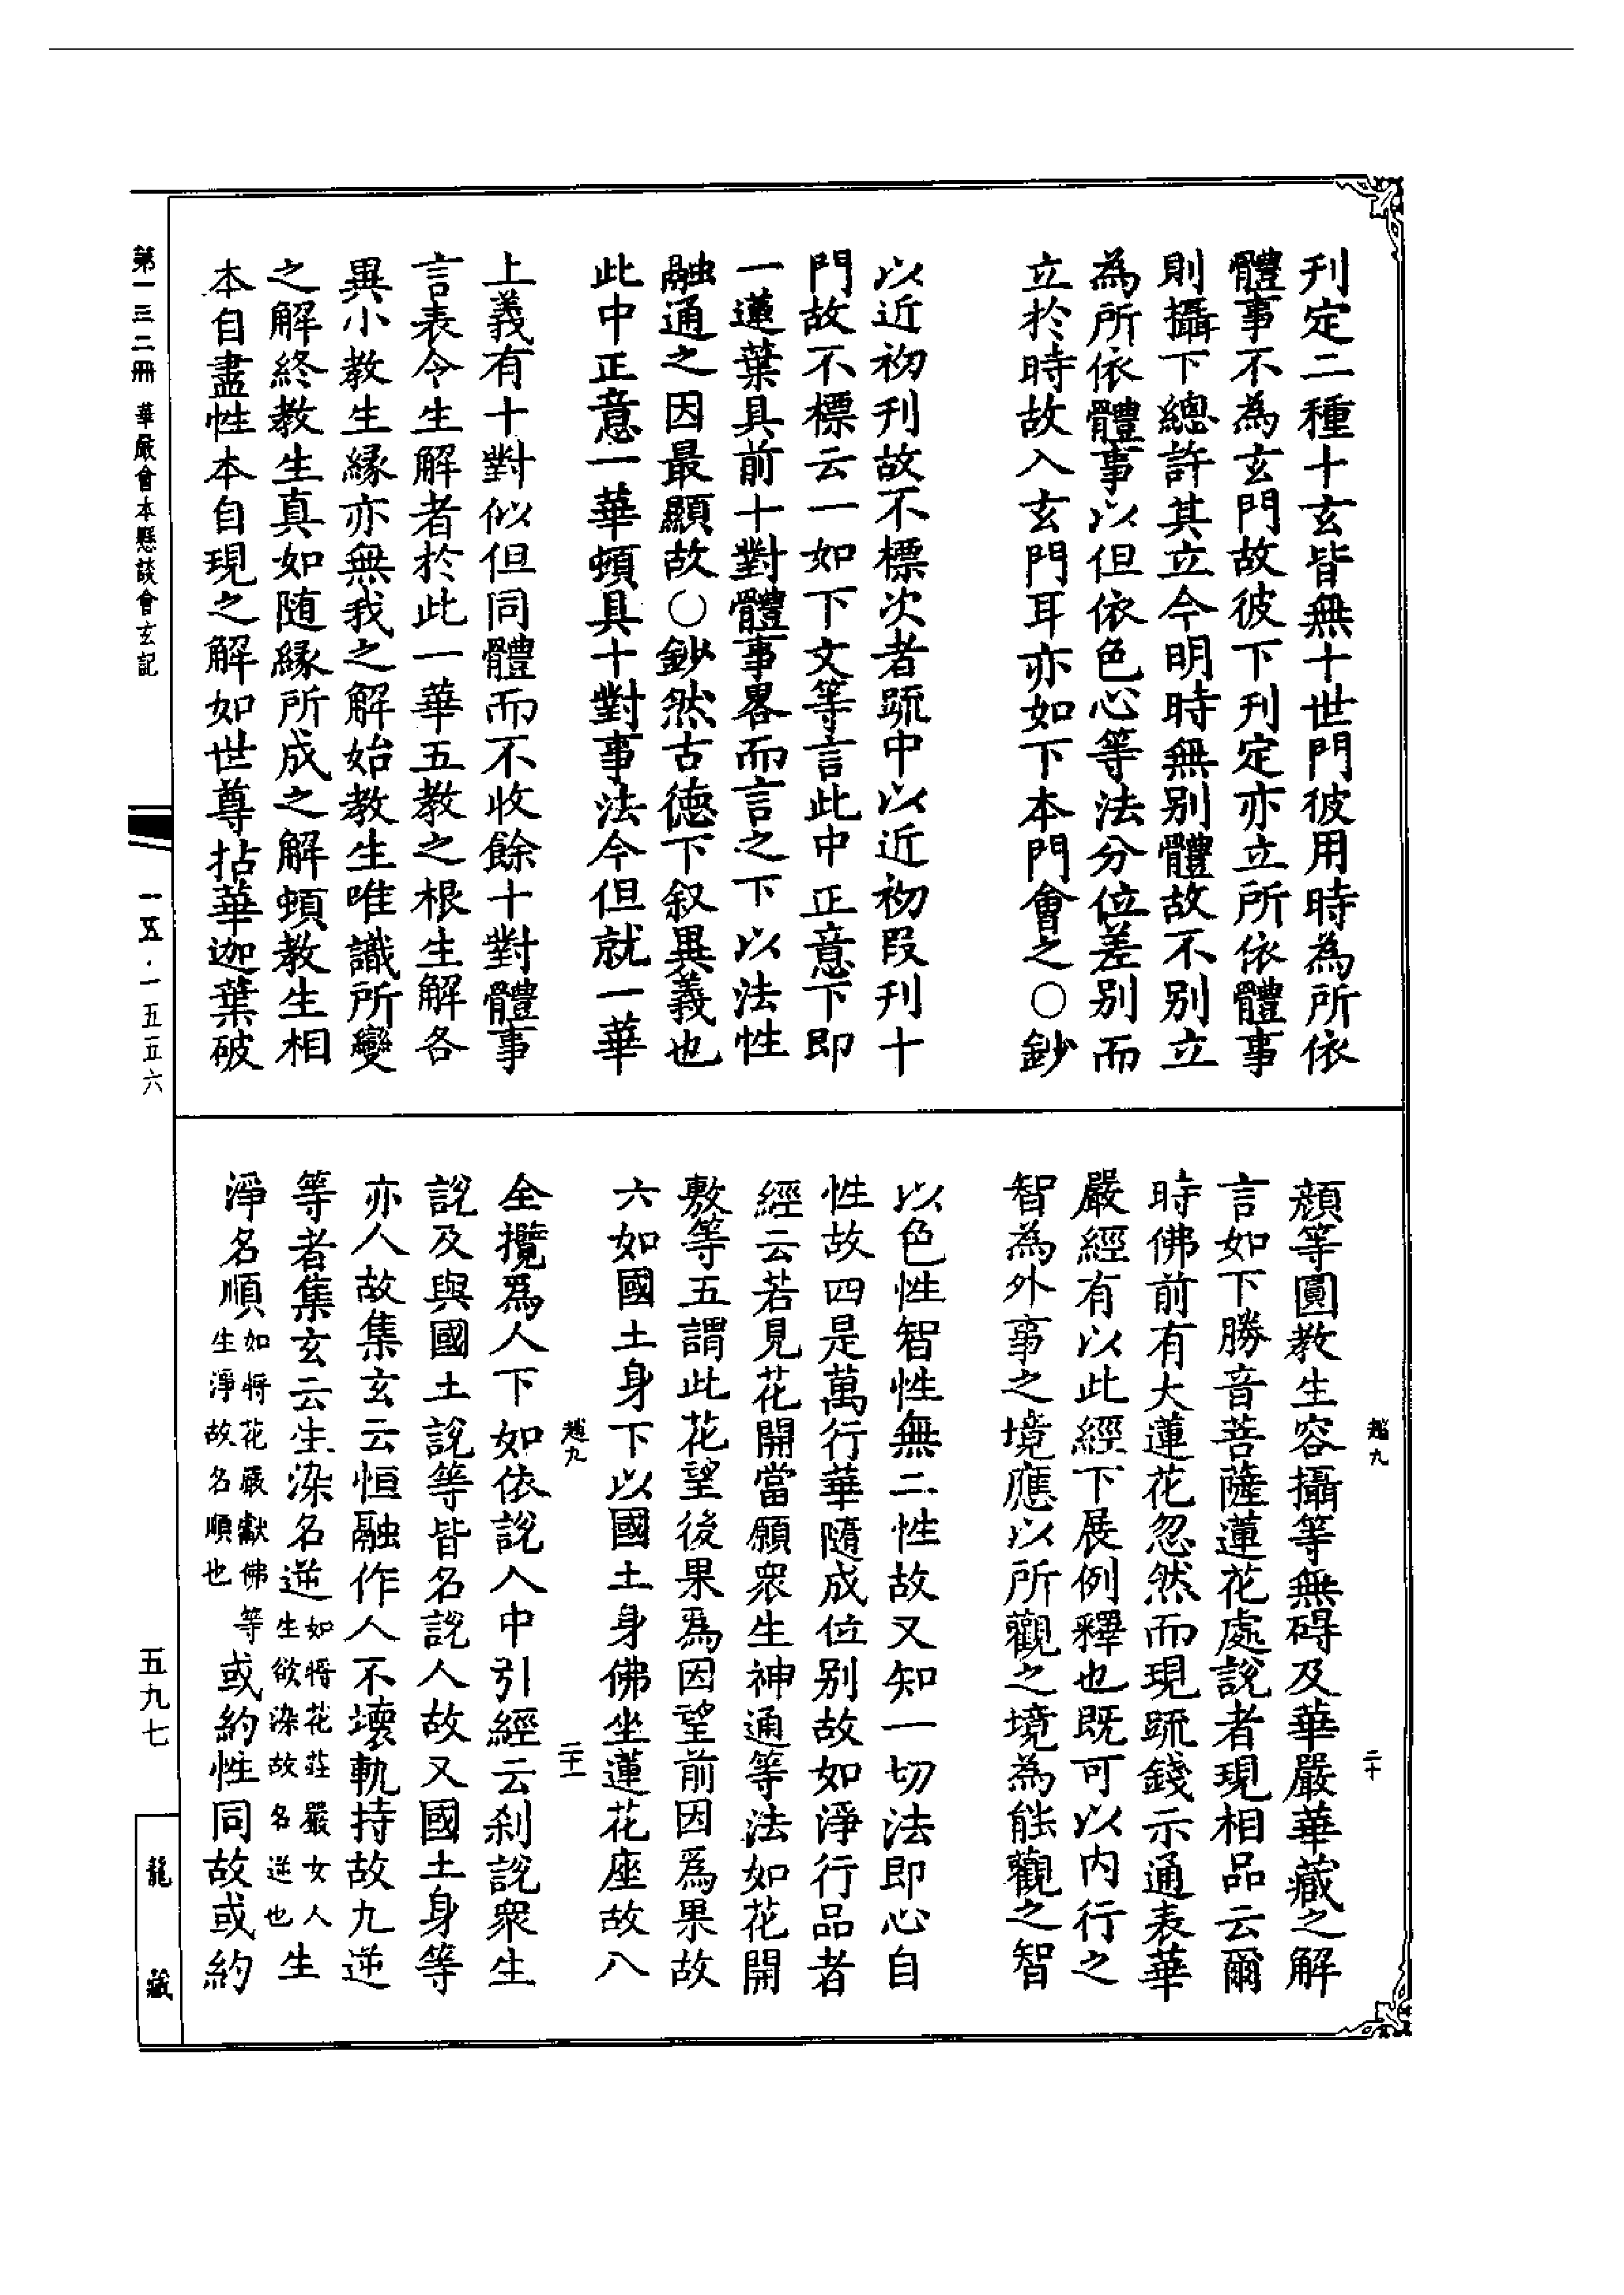 刊定二種十玄皆無十世門彼用時為所依
體事不為玄門故彼下刊定亦立所依體事
則攝下總許其立今明時無別體故不別立
為所依體事以但依色心等法分位差別而
立於時故入玄門耳亦如下本門會之○鈔
以近初刊故不標次者䟽中以近初叚刊十
門故不標云一如下文等言此中正意下即
一蓮葉具前十對體事畧而言之下以法性
融通之因最顯故○鈔然古德下叙異義也
此中正意一華頓具十對事法今但就一華
上義有十對似但同體而不收餘十對體事
言表令生解者於此一華五教之根生解各
異小教生緣亦無我之解始教生唯識所變
之解終教生真如随緣所成之解頓教生相
本自盡性本自現之解如世尊拈華迦葉破
顏等圓教生容攝等無碍及華嚴華藏之解
言如下勝音菩薩蓮花處說者現相品云爾
時佛前有大蓮花忽然而現䟽錢示通表華
嚴經有以此經下展例釋也既可以內行之
智為外事之境應以所觀之境為能觀之智
以色性智性無二性故又知一切法即心自
性故四是萬行華隨成位別故如淨行品者
經云若見花開當願眾生神通等法如花開
敷等五謂此花望後果爲因望前因爲果故
六如國土身下以國土身佛坐蓮花座故八
全攬爲人下如依說人中引經云刹說眾生
說及與國土說等皆名說人故又國土身等
亦人故集玄云恒融作人不壞軌持故九逆
等者集玄云生染名逆如將花莊嚴女人生欲染故名逆也生
淨名順如將花嚴獻佛等生淨故名順也或約性同故或約
趙九
二十
趙九
二十一
第一三二冊 華嚴會本懸談會玄記
一五·一五五六
五九七
龍藏